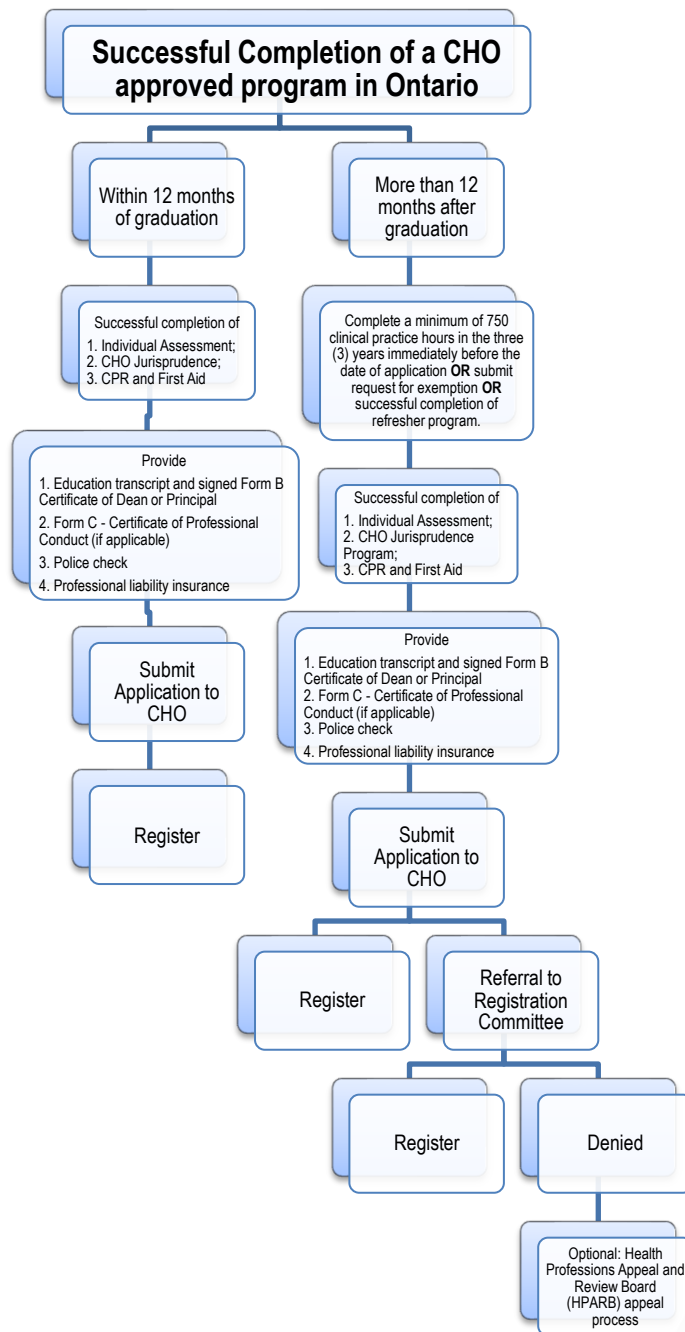 Successful Completion of a CHO
approved program in Ontario
Within 12 months
of graduation
More than 12
months after
graduation
Successful completion of
1. Individual Assessment;
2. CHO Jurisprudence;
3. CPR and First Aid
Complete a minimum of 750
clinical practice hours in the three
(3) years immediately before the
date of application OR submit
request for exemption OR
successful completion of
refresher program.
Provide
1. Education transcript and signed Form B
Certificate of Dean or Principal
2. Form C - Certificate of Professional
Conduct (if applicable)
3. Police check
4. Professional liability insurance
Successful completion of
1. Individual Assessment;
2. CHO Jurisprudence
Program;
3. CPR and First Aid
Submit
Application to
CHO
Provide
1. Education transcript and signed Form B
Certificate of Dean or Principal
2. Form C - Certificate of Professional
Conduct (if applicable)
3. Police check
4. Professional liability insurance
Register
Submit
Application to
CHO
Register
Referral to
Registration
Committee
Register
Denied
Optional: Health
Professions Appeal and
Review Board
(HPARB) appeal
process